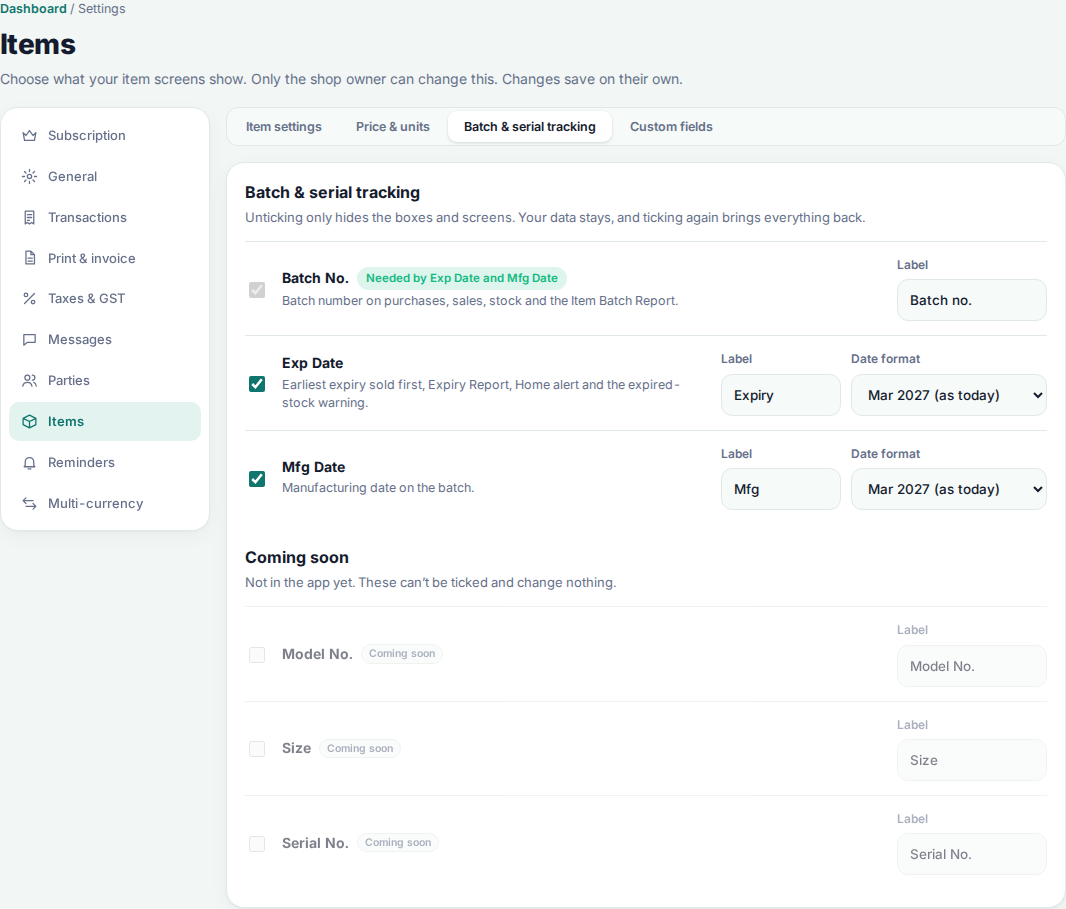 Dashboard / Settings
Items
Choose what your item screens show. Only the shop owner can change this. Changes save on their own.
Subscription
General
Transactions
Print & invoice
Taxes & GST
Messages
Parties
Items
Reminders
Multi-currency
Item settings
Price & units
Batch & serial tracking
Custom fields
Batch & serial tracking
Unticking only hides the boxes and screens. Your data stays, and ticking again brings everything back.
Batch No. Needed by Exp Date and Mfg Date
Batch number on purchases, sales, stock and the Item Batch Report.
Label
Batch no.
Exp Date
Earliest expiry sold first, Expiry Report, Home alert and the expired-
stock warning.
Label
Expiry
Date format
Mar 2027 (as today)
Mfg Date
Manufacturing date on the batch.
Label
Mfg
Date format
Mar 2027 (as today)
Coming soon
Not in the app yet. These can't be ticked and change nothing.
Model No. Coming soon
Label
Model No.
Size Coming soon
Label
Size
Serial No. Coming soon
Label
Serial No.